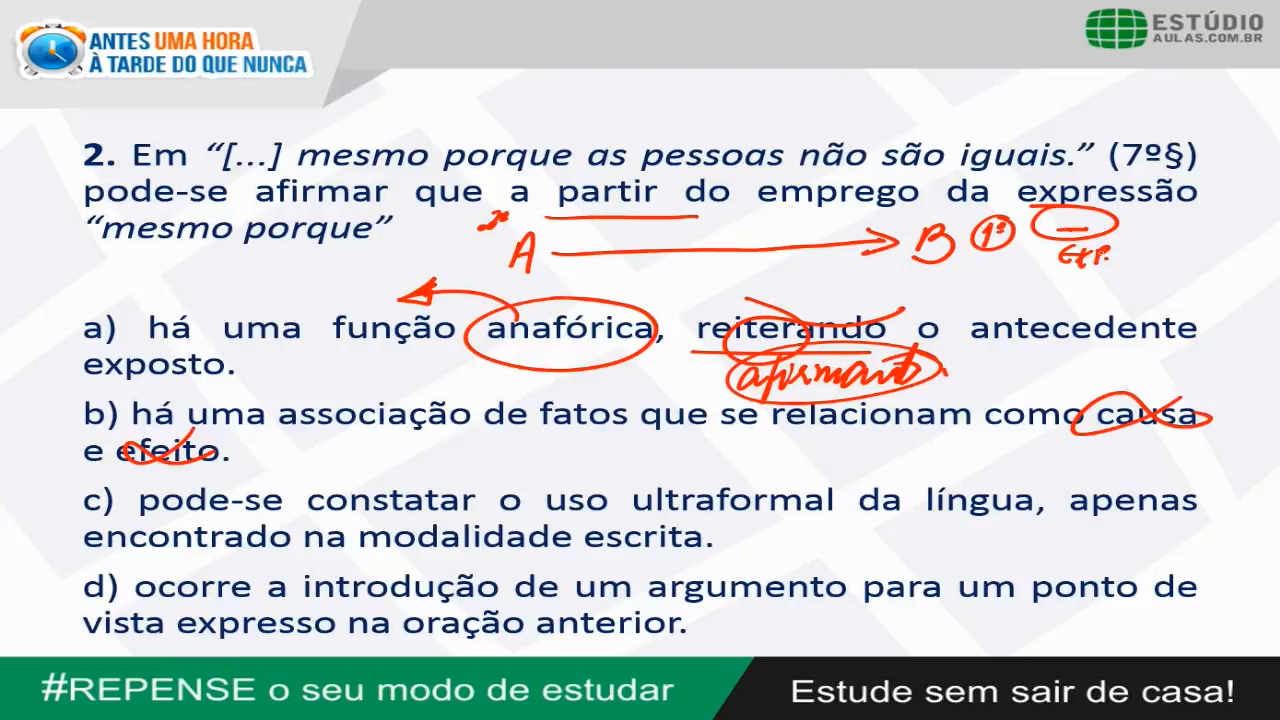 ANTES UMA HORA
À TARDE DO QUE NUNCA
ESTÚDIO
AULAS.COM.BR
2. Em “[...] mesmo porque as pessoas não são iguais.” (7º§)
pode-se afirmar que a partir do emprego da expressão
“mesmo porque”
2º
A B 1º
Exp.
a) há uma função anafórica, reiterando o antecedente
exposto.
afirmando
b) há uma associação de fatos que se relacionam como causa
e efeito.
c) pode-se constatar o uso ultraformal da língua, apenas
encontrado na modalidade escrita.
d) ocorre a introdução de um argumento para um ponto de
vista expresso na oração anterior.
#REPENSE o seu modo de estudar
Estude sem sair de casa!